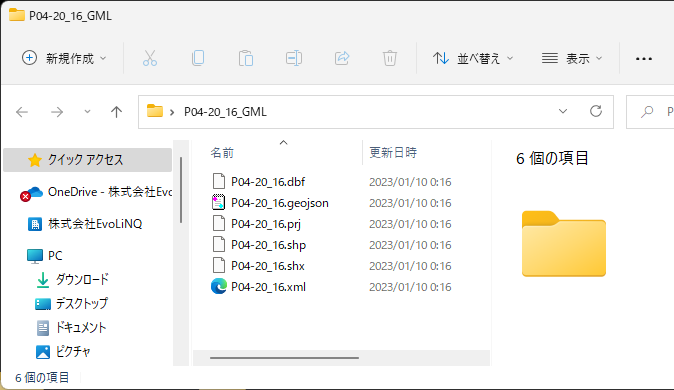 P04-20_16_GML
新規作成
並べ替え
表示
P04-20_16_GML
P
クイック アクセス
OneDrive - 株式会社Evo
株式会社EvoLiNQ
PC
ダウンロード
デスクトップ
ドキュメント
ピクチャ
名前
更新日時
P04-20_16.dbf
2023/01/10 0:16
P04-20_16.geojson
2023/01/10 0:16
P04-20_16.prj
2023/01/10 0:16
P04-20_16.shp
2023/01/10 0:16
P04-20_16.shx
2023/01/10 0:16
P04-20_16.xml
2023/01/10 0:16
6 個の項目
6 個の項目